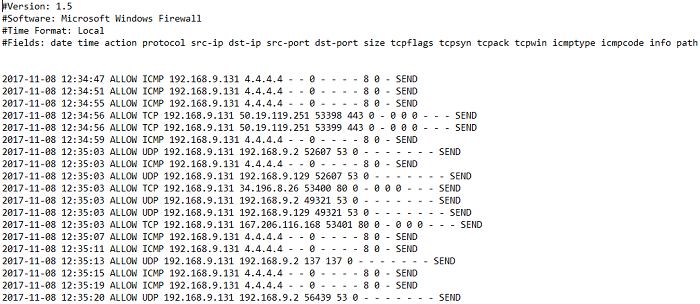 #Version: 1.5
#Software: Microsoft Windows Firewall
#Time Format: Local
#Fields: date time action protocol src-ip dst-ip src-port dst-port size tcpflags tcpsyn tcpack tcpwin icmptype icmpcode info path
2017-11-08 12:34:47 ALLOW ICMP 192.168.9.131 4.4.4.4 - - 0 - - - - 8 0 - SEND
2017-11-08 12:34:51 ALLOW ICMP 192.168.9.131 4.4.4.4 - - 0 - - - - 8 0 - SEND
2017-11-08 12:34:55 ALLOW ICMP 192.168.9.131 4.4.4.4 - - 0 - - - - 8 0 - SEND
2017-11-08 12:34:56 ALLOW TCP 192.168.9.131 50.19.119.251 53398 443 0 - 0 0 0 - - - SEND
2017-11-08 12:34:56 ALLOW TCP 192.168.9.131 50.19.119.251 53399 443 0 - 0 0 0 - - - SEND
2017-11-08 12:34:59 ALLOW ICMP 192.168.9.131 4.4.4.4 - - 0 - - - - 8 0 - SEND
2017-11-08 12:35:03 ALLOW UDP 192.168.9.131 192.168.9.2 52607 53 0 - - - - - - - SEND
2017-11-08 12:35:03 ALLOW ICMP 192.168.9.131 4.4.4.4 - - 0 - - - - 8 0 - SEND
2017-11-08 12:35:03 ALLOW UDP 192.168.9.131 192.168.9.129 52607 53 0 - - - - - - - SEND
2017-11-08 12:35:03 ALLOW TCP 192.168.9.131 34.196.8.26 53400 80 0 - 0 0 0 - - - SEND
2017-11-08 12:35:03 ALLOW UDP 192.168.9.131 192.168.9.2 49321 53 0 - - - - - - - SEND
2017-11-08 12:35:03 ALLOW UDP 192.168.9.131 192.168.9.129 49321 53 0 - - - - - - - SEND
2017-11-08 12:35:03 ALLOW TCP 192.168.9.131 167.206.116.168 53401 80 0 - 0 0 0 - - - SEND
2017-11-08 12:35:07 ALLOW ICMP 192.168.9.131 4.4.4.4 - - 0 - - - - 8 0 - SEND
2017-11-08 12:35:11 ALLOW ICMP 192.168.9.131 4.4.4.4 - - 0 - - - - 8 0 - SEND
2017-11-08 12:35:13 ALLOW UDP 192.168.9.131 192.168.9.2 137 137 0 - - - - - - - SEND
2017-11-08 12:35:15 ALLOW ICMP 192.168.9.131 4.4.4.4 - - 0 - - - - 8 0 - SEND
2017-11-08 12:35:19 ALLOW ICMP 192.168.9.131 4.4.4.4 - - 0 - - - - 8 0 - SEND
2017-11-08 12:35:20 ALLOW UDP 192.168.9.131 192.168.9.2 56439 53 0 - - - - - - - SEND